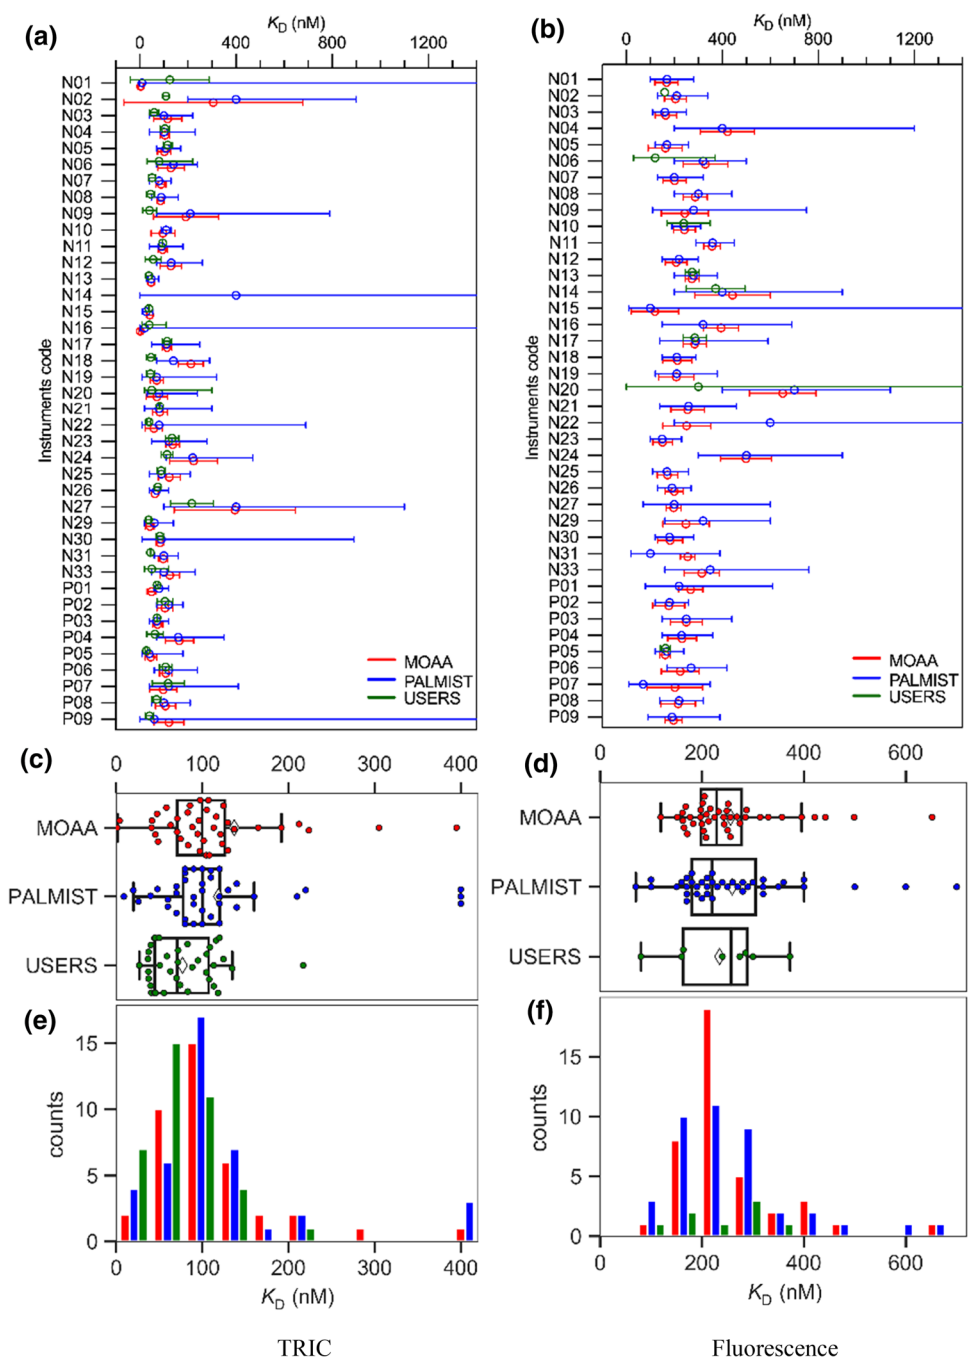 (a)
K_D (nM)
0 400 800 1200
Instruments code
N01
N02
N03
N04
N05
N06
N07
N08
N09
N10
N11
N12
N13
N14
N15
N16
N17
N18
N19
N20
N21
N22
N23
N24
N25
N26
N27
N29
N30
N31
N33
P01
P02
P03
P04
P05
P06
P07
P08
P09
MOAA
PALMIST
USERS
(b)
K_D (nM)
0 400 800 1200
Instruments code
N01
N02
N03
N04
N05
N06
N07
N08
N09
N10
N11
N12
N13
N14
N15
N16
N17
N18
N19
N20
N21
N22
N23
N24
N25
N26
N27
N29
N30
N31
N33
P01
P02
P03
P04
P05
P06
P07
P08
P09
MOAA
PALMIST
USERS
(c)
0 100 200 300 400
MOAA
PALMIST
USERS
(d)
0 200 400 600
MOAA
PALMIST
USERS
(e)
counts
15
10
5
0
0 100 200 300 400
K_D (nM)
TRIC
(f)
counts
15
10
5
0
0 200 400 600
K_D (nM)
Fluorescence